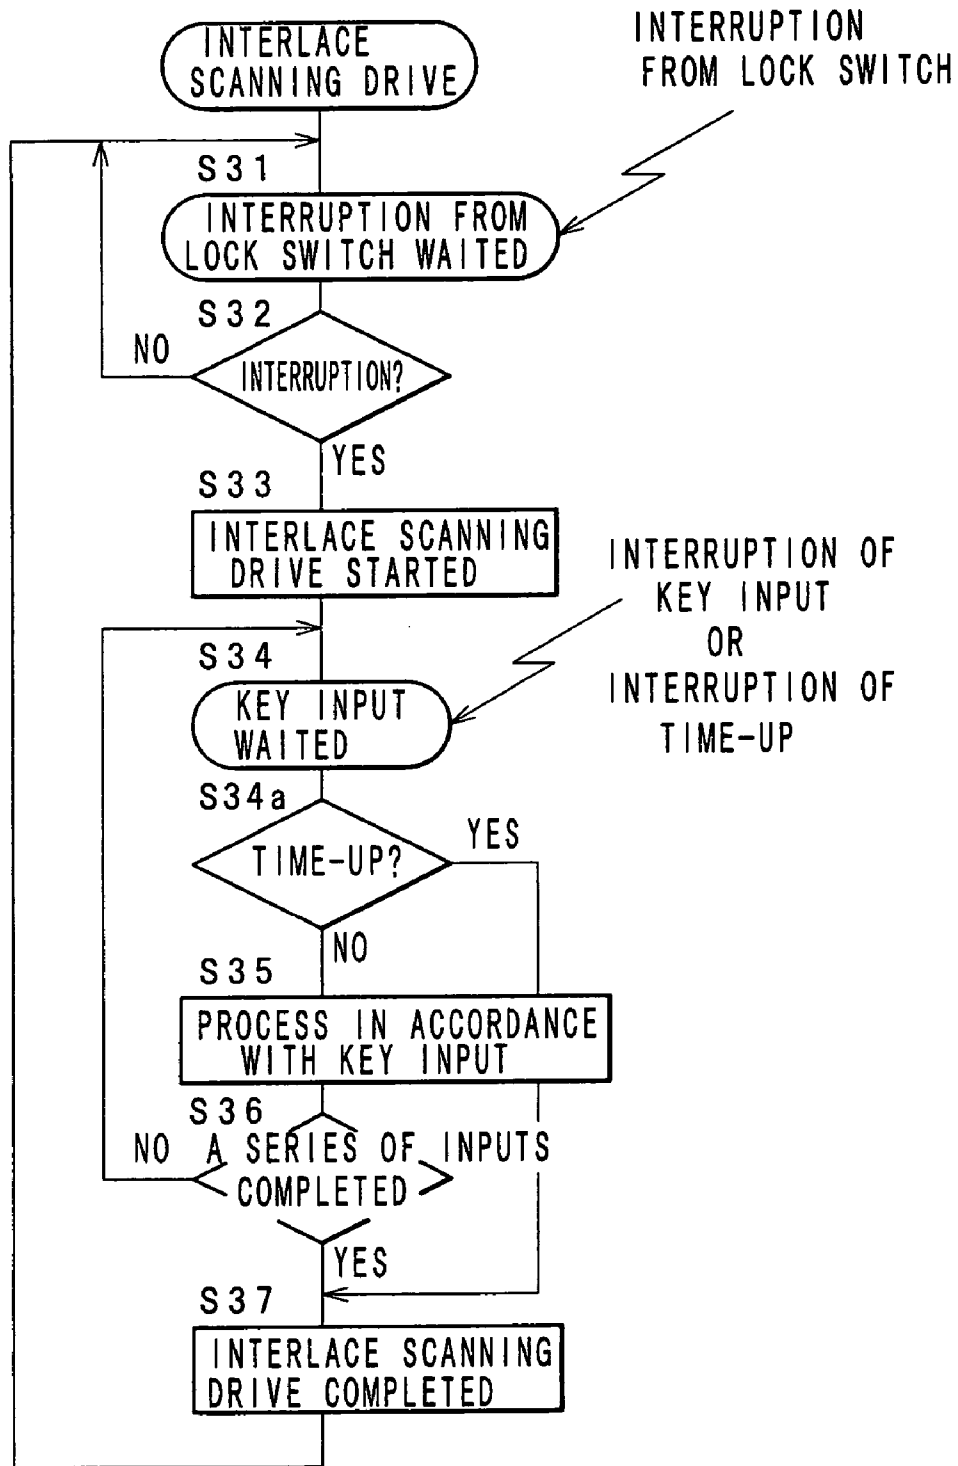 INTERLACE
SCANNING DRIVE
INTERRUPTION
FROM LOCK SWITCH
S31
INTERRUPTION FROM
LOCK SWITCH WAITED
S32
NO
INTERRUPTION?
YES
S33
INTERLACE SCANNING
DRIVE STARTED
INTERRUPTION OF
KEY INPUT
OR
INTERRUPTION OF
TIME-UP
S34
KEY INPUT
WAITED
S34a
YES
TIME-UP?
NO
S35
PROCESS IN ACCORDANCE
WITH KEY INPUT
S36
NO
A SERIES OF INPUTS
COMPLETED
YES
S37
INTERLACE SCANNING
DRIVE COMPLETED